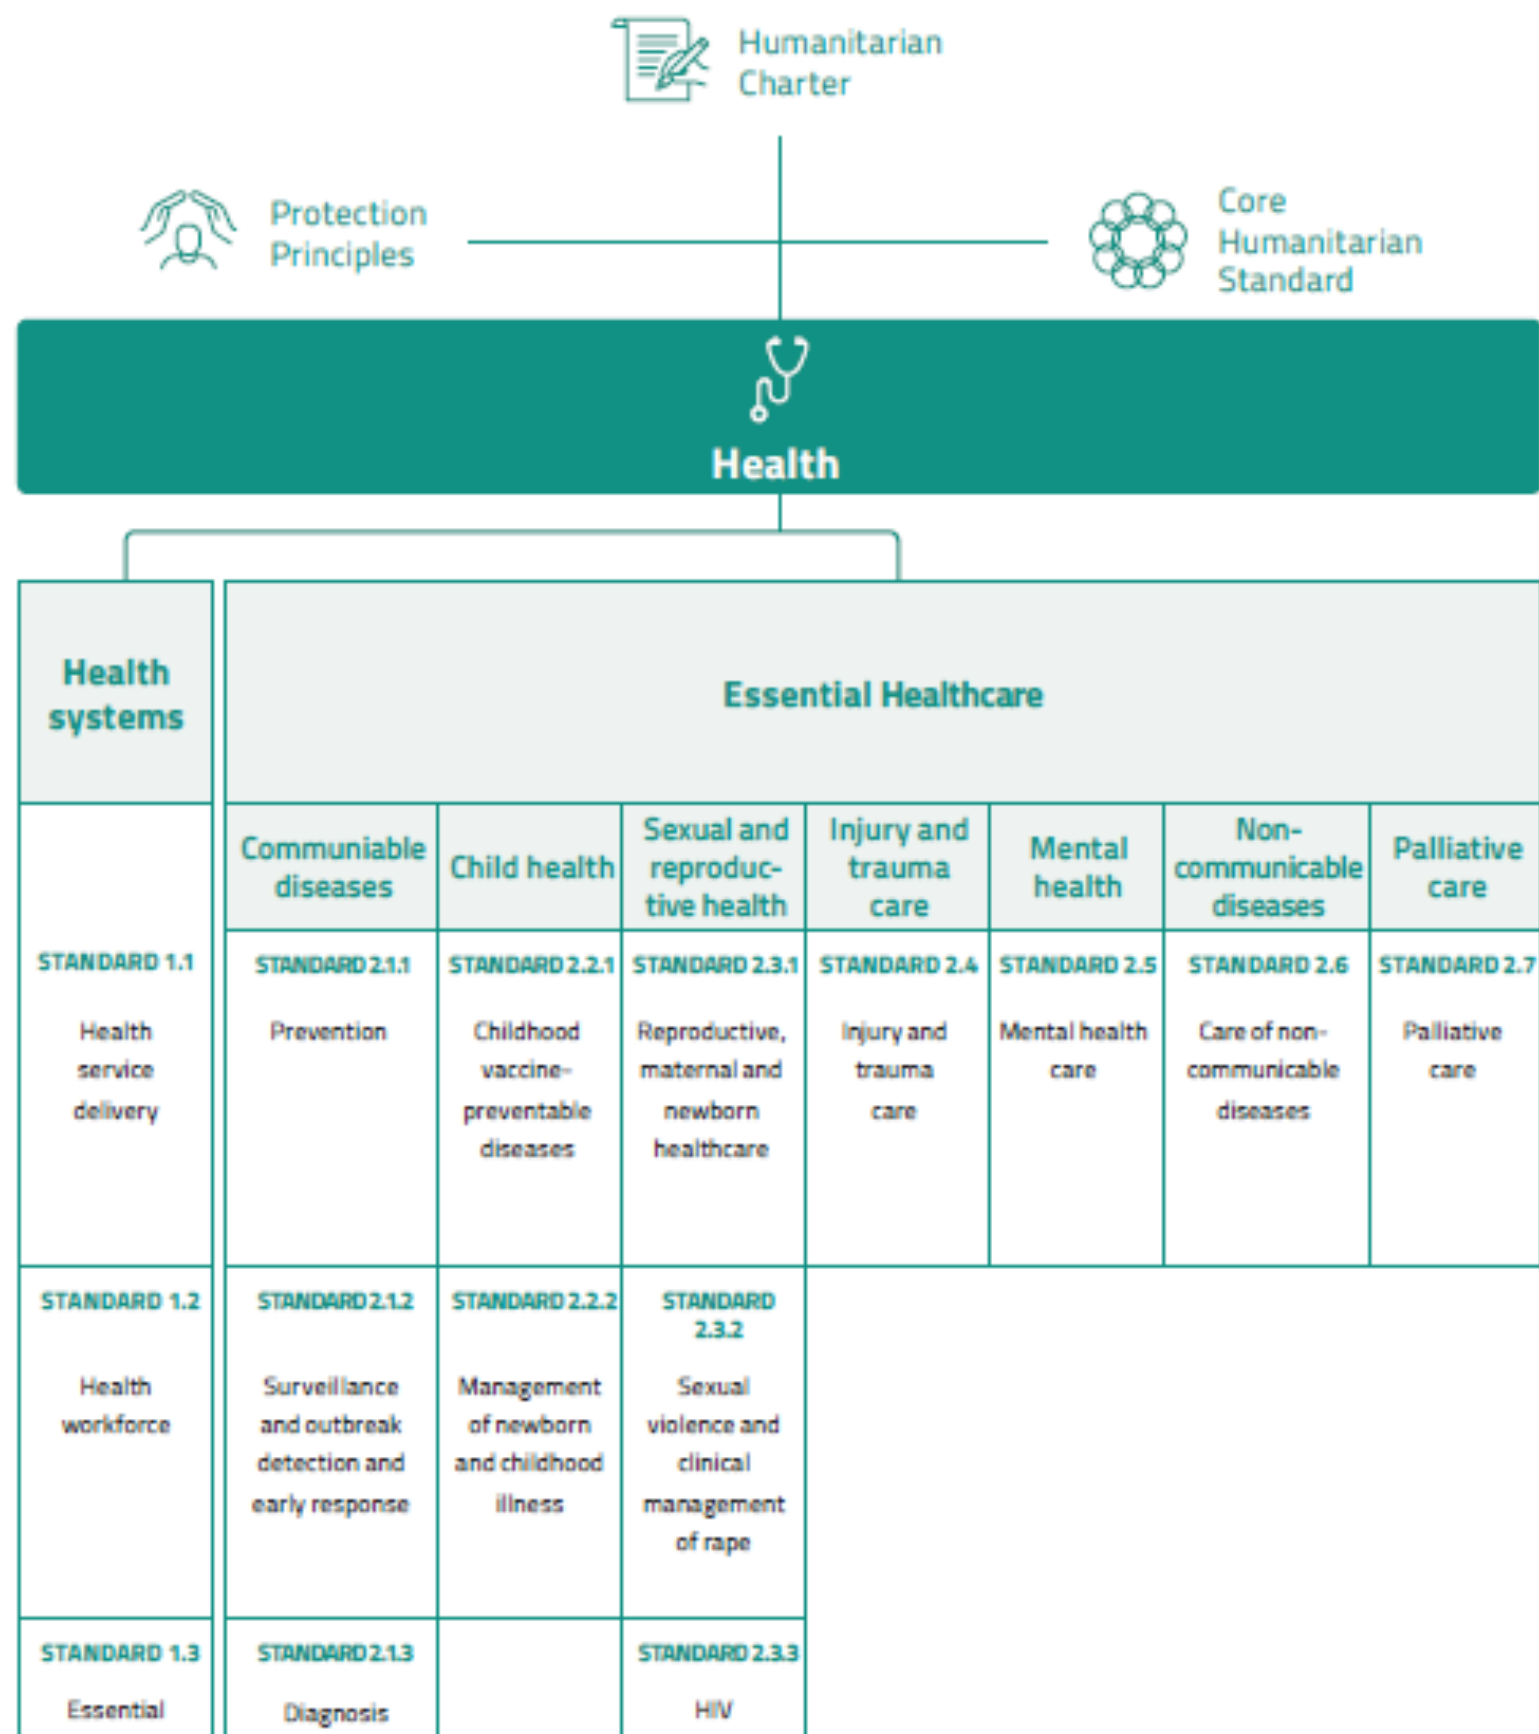 Humanitarian
Charter
Protection
Principles
Core
Humanitarian
Standard
Health
Health
systems
Essential Healthcare
Communiable
diseases
Child health
Sexual and
reproduc-
tive health
Injury and
trauma
care
Mental
health
Non-
communicable
diseases
Palliative
care
STANDARD 1.1
Health
service
delivery
STANDARD 2.1.1
Prevention
STANDARD 2.2.1
Childhood
vaccine-
preventable
diseases
STANDARD 2.3.1
Reproductive,
maternal and
newborn
healthcare
STANDARD 2.4
Injury and
trauma
care
STANDARD 2.5
Mental health
care
STANDARD 2.6
Care of non-
communicable
diseases
STANDARD 2.7
Palliative
care
STANDARD 1.2
Health
workforce
STANDARD 2.1.2
Surveillance
and outbreak
detection and
early response
STANDARD 2.2.2
Management
of newborn
and childhood
illness
STANDARD
2.3.2
Sexual
violence and
clinical
management
of rape
STANDARD 1.3
Essential
STANDARD 2.1.3
Diagnosis
STANDARD 2.3.3
HIV